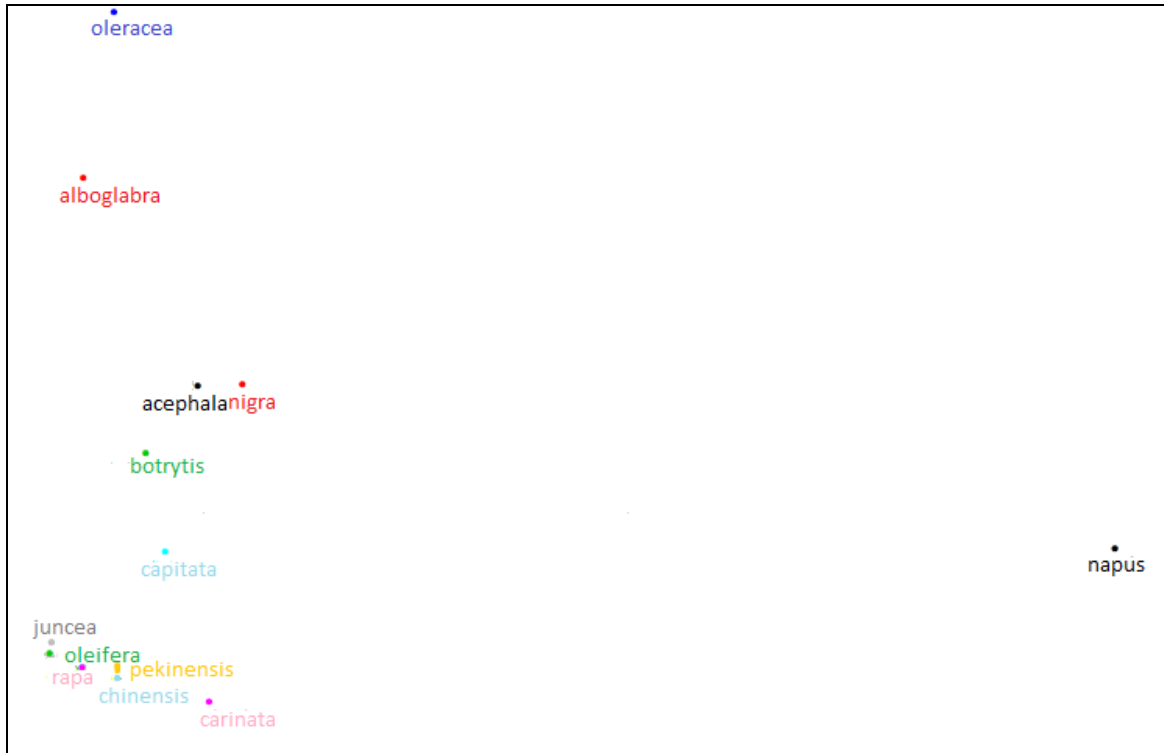 oleracea
alboglabra
acephala nigra
botrytis
capitata
napus
juncea
oleifera
rapa pekinensis
chinensis
carinata